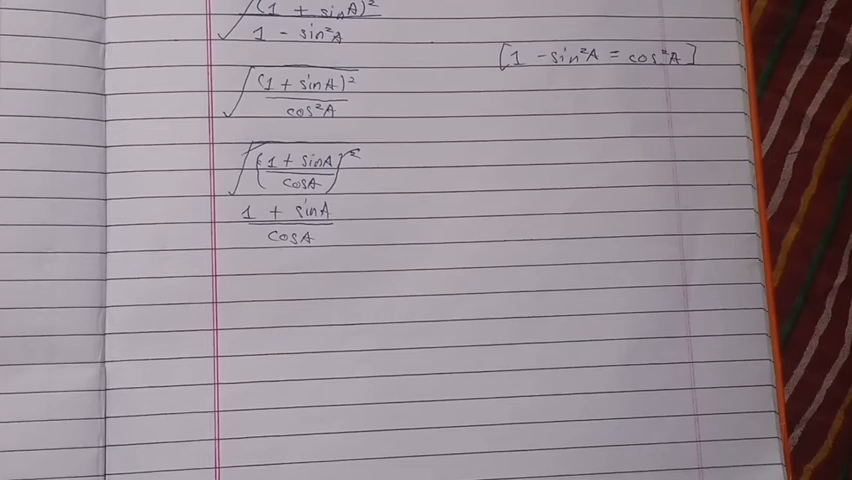 √(1 + sinA)²
1 - sin²A
[1 - sin²A = cos²A]
√(1 + sinA)²
cos²A
√(1 + sinA)²
cosA
1 + sinA
cosA